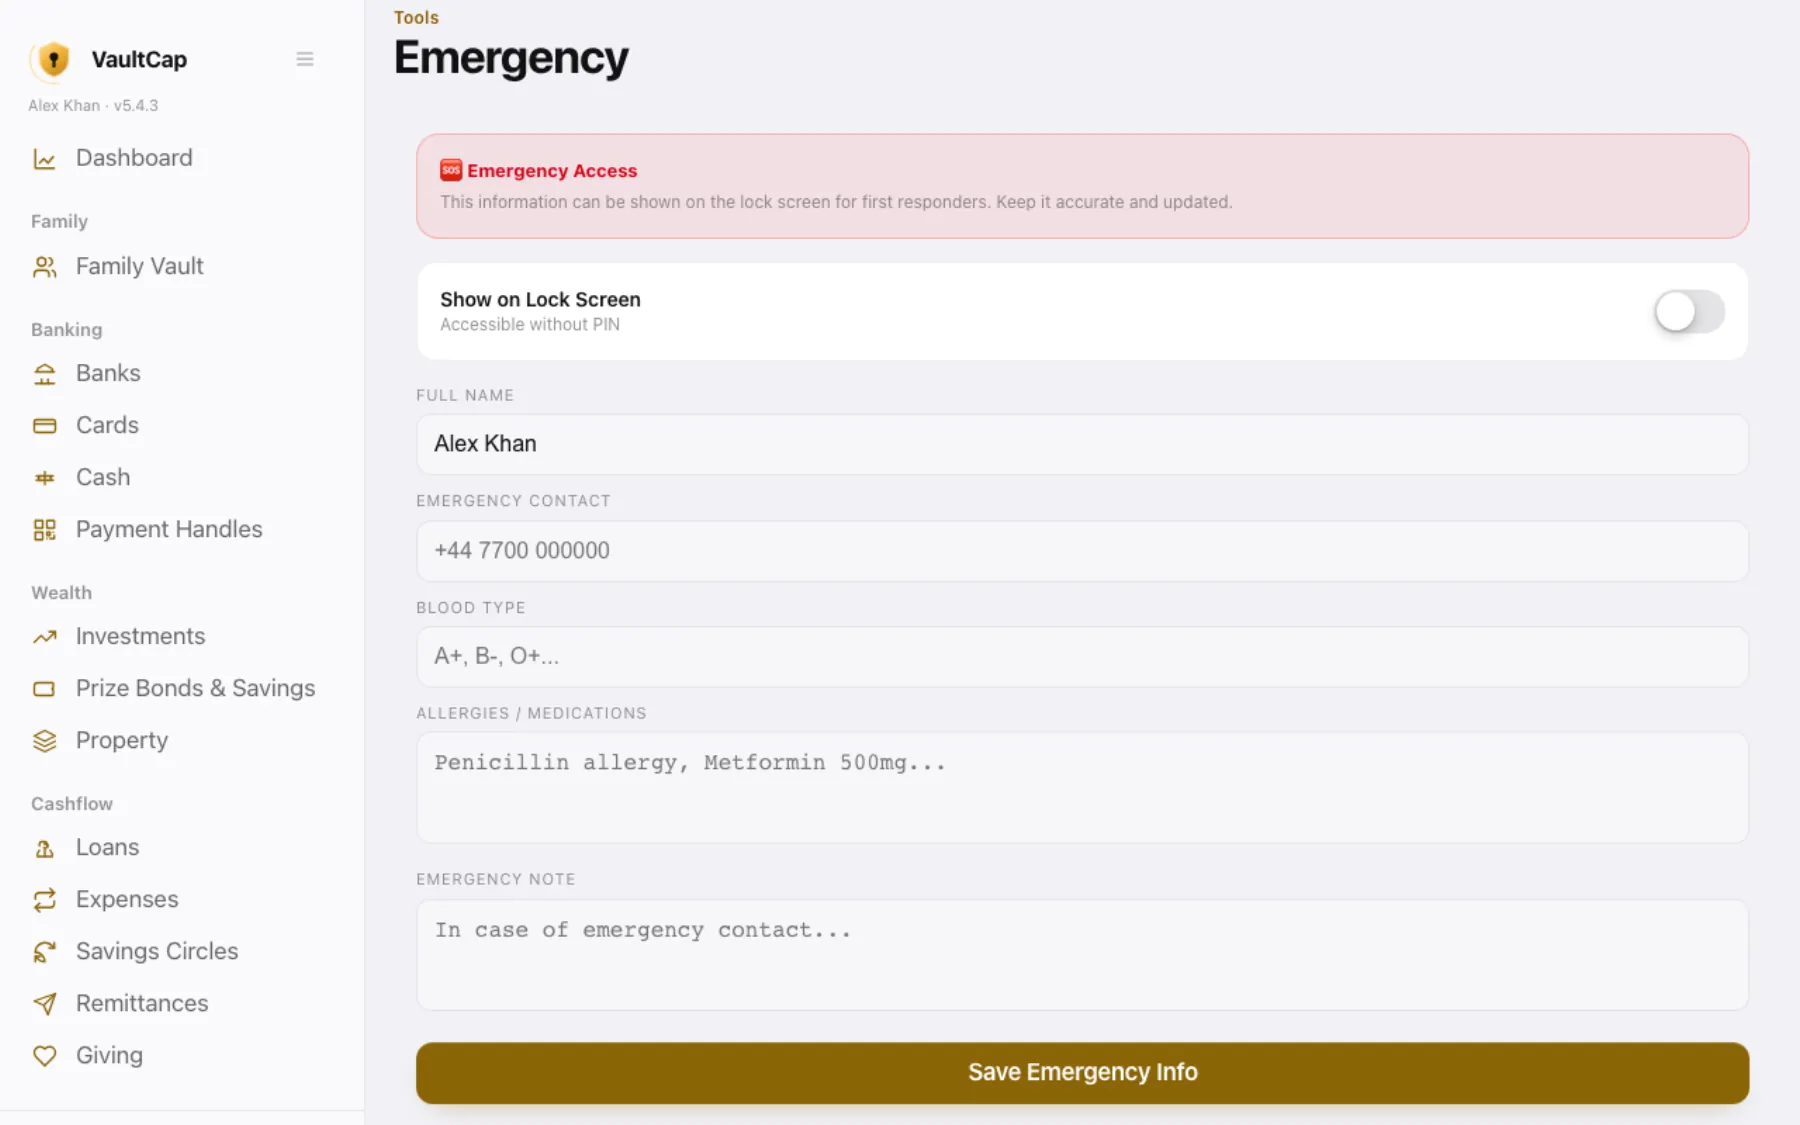 VaultCap
Alex Khan · v5.4.3
Dashboard
Family
Family Vault
Banking
Banks
Cards
Cash
Payment Handles
Wealth
Investments
Prize Bonds & Savings
Property
Cashflow
Loans
Expenses
Savings Circles
Remittances
Giving
Tools
Emergency
SOS Emergency Access
This information can be shown on the lock screen for first responders. Keep it accurate and updated.
Show on Lock Screen
Accessible without PIN
FULL NAME
Alex Khan
EMERGENCY CONTACT
+44 7700 000000
BLOOD TYPE
A+, B-, O+...
ALLERGIES / MEDICATIONS
Penicillin allergy, Metformin 500mg...
EMERGENCY NOTE
In case of emergency contact...
Save Emergency Info